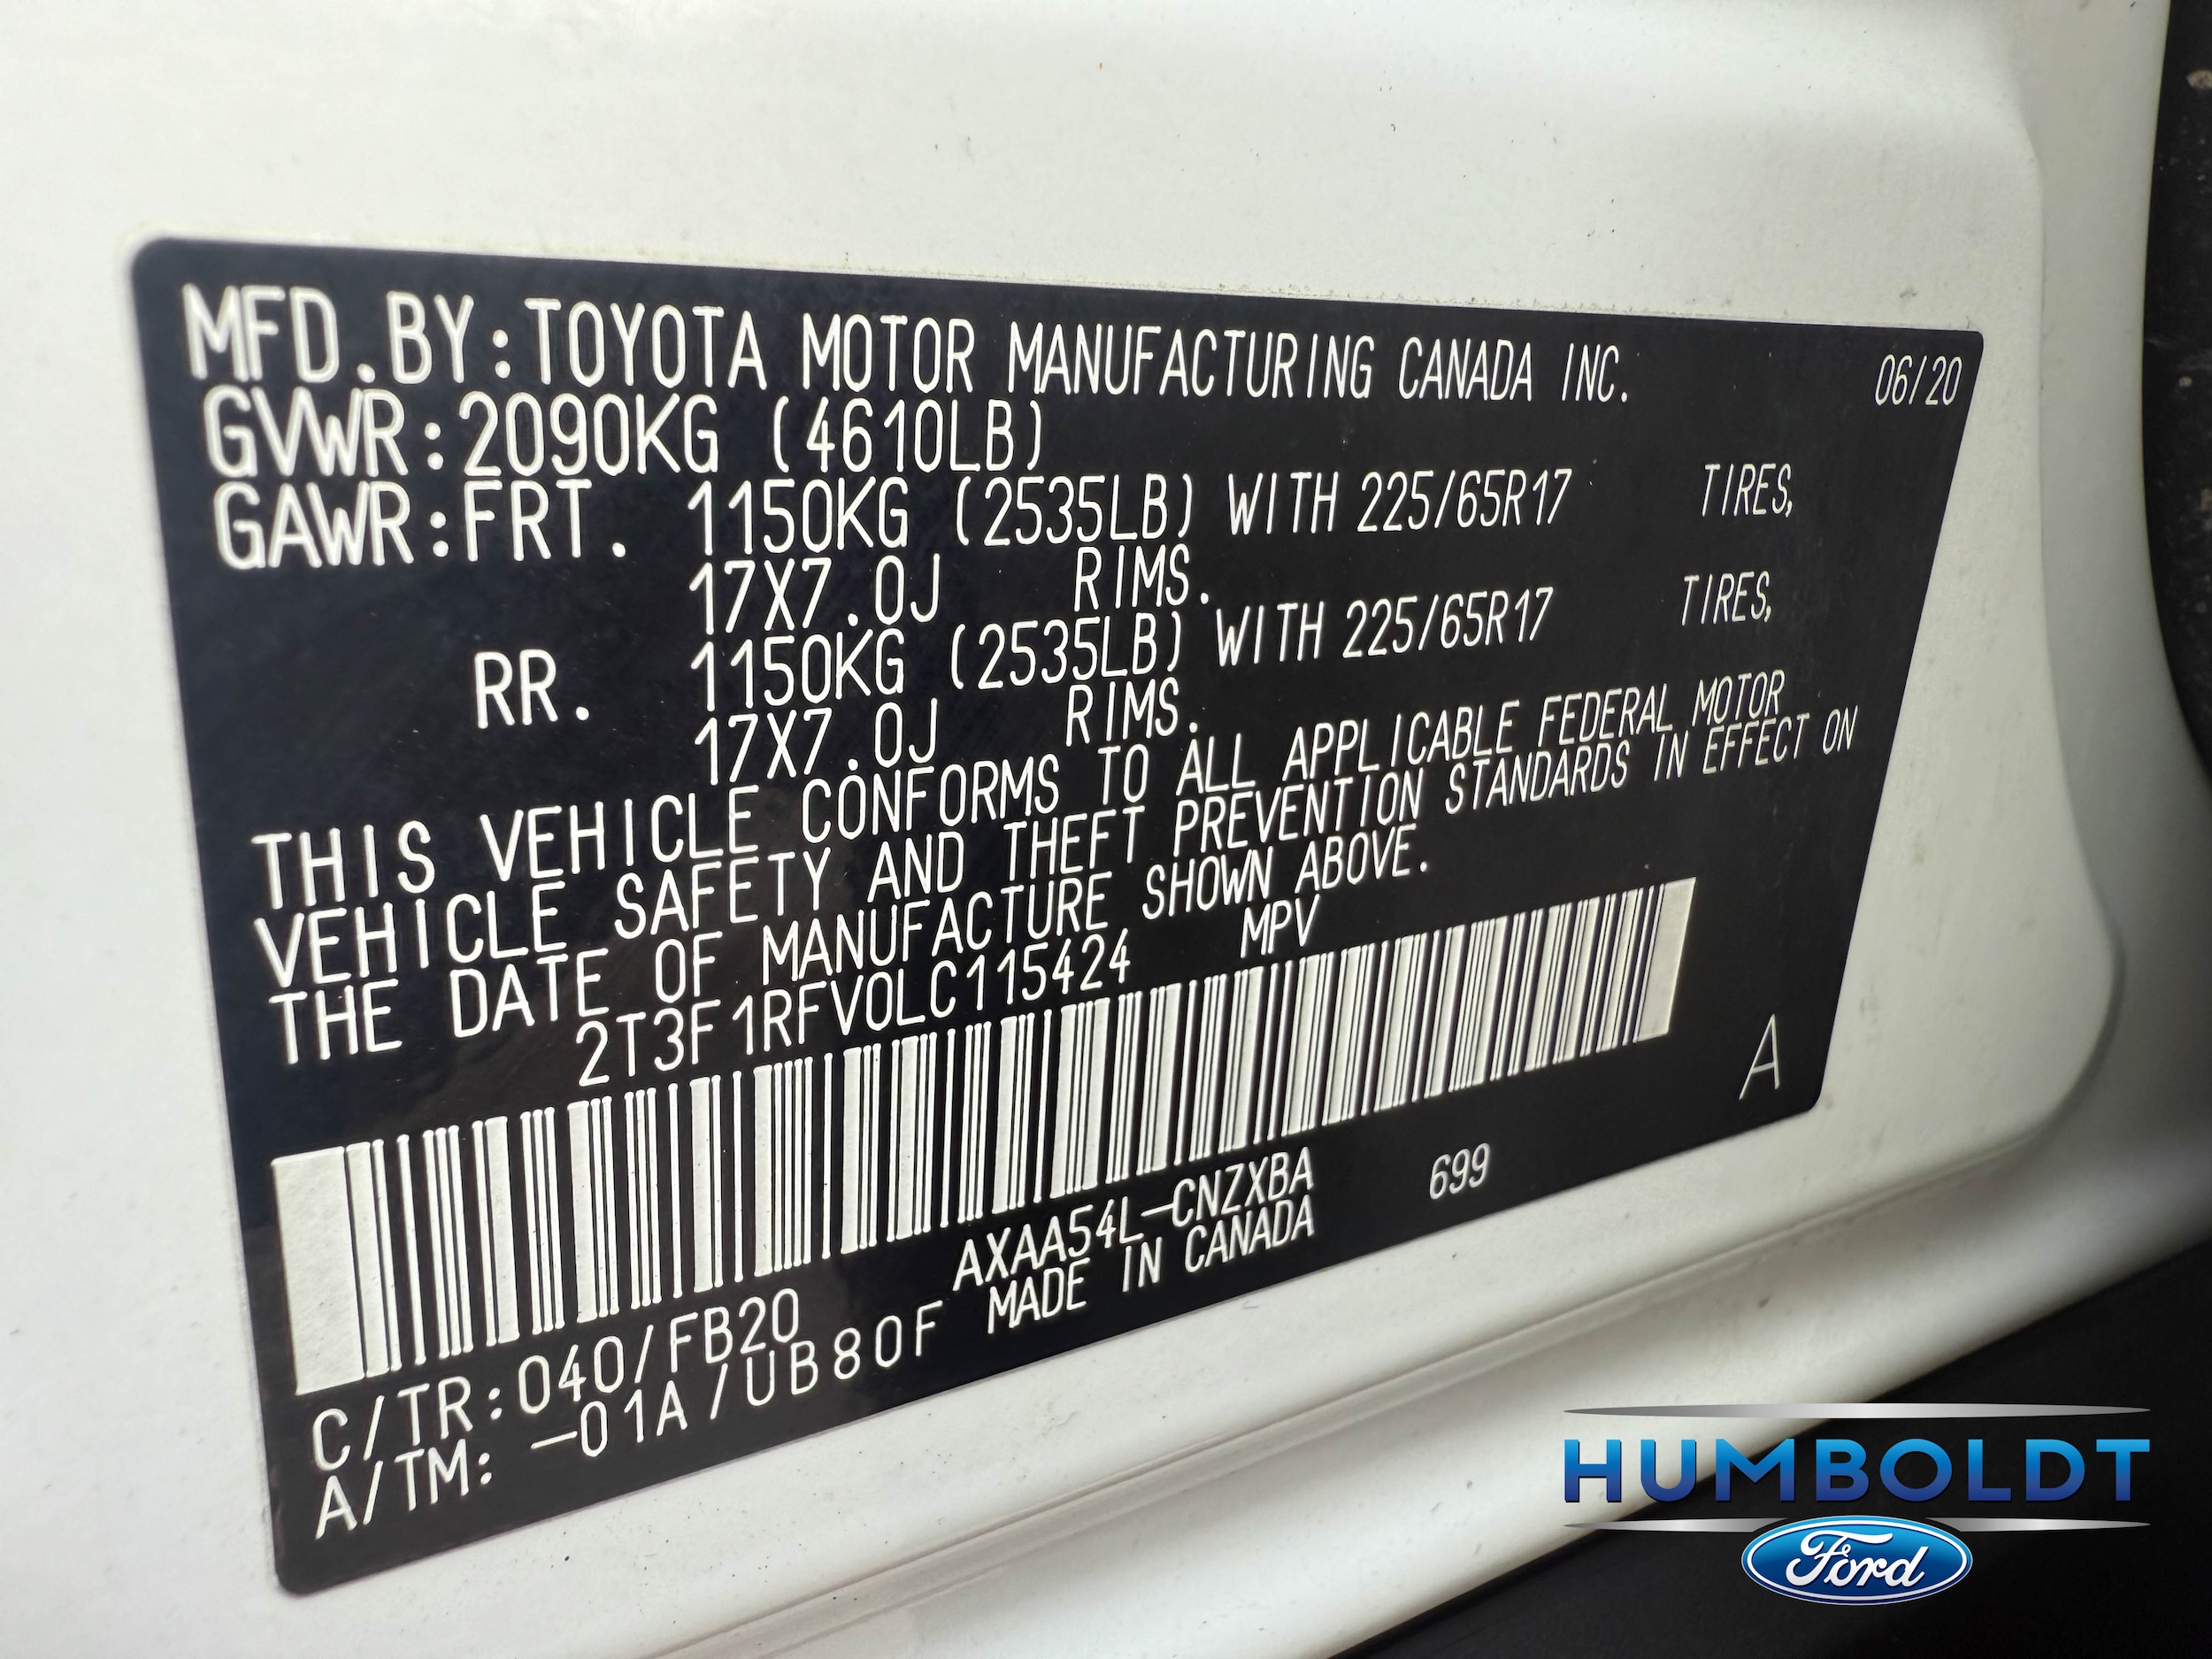 MFD.BY:TOYOTA MOTOR MANUFACTURING CANADA INC. 06/20
GVWR:2090KG (4610LB)
GAWR:FRT. 1150KG (2535LB) WITH 225/65R17 TIRES,
17X7.0J RIMS.
RR. 1150KG (2535LB) WITH 225/65R17 TIRES,
17X7.0J RIMS.
THIS VEHICLE CONFORMS TO ALL APPLICABLE FEDERAL MOTOR
VEHICLE SAFETY AND THEFT PREVENTION STANDARDS IN EFFECT ON
THE DATE OF MANUFACTURE SHOWN ABOVE.
2T3F1RFV0LC115424 MPV
A
C/TR:040/FB20 AXAA54L-CNZXBA 699
A/TM: -01A/UB80F MADE IN CANADA
HUMBOLDT
Ford